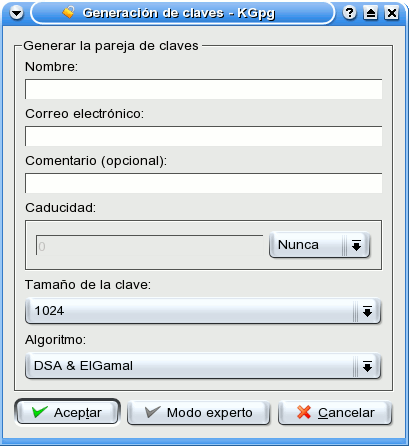 Generación de claves - KGpg
Generar la pareja de claves
Nombre:
Correo electrónico:
Comentario (opcional):
Caducidad:
0 Nunca
Tamaño de la clave:
1024
Algoritmo:
DSA & ElGamal
Aceptar Modo experto Cancelar